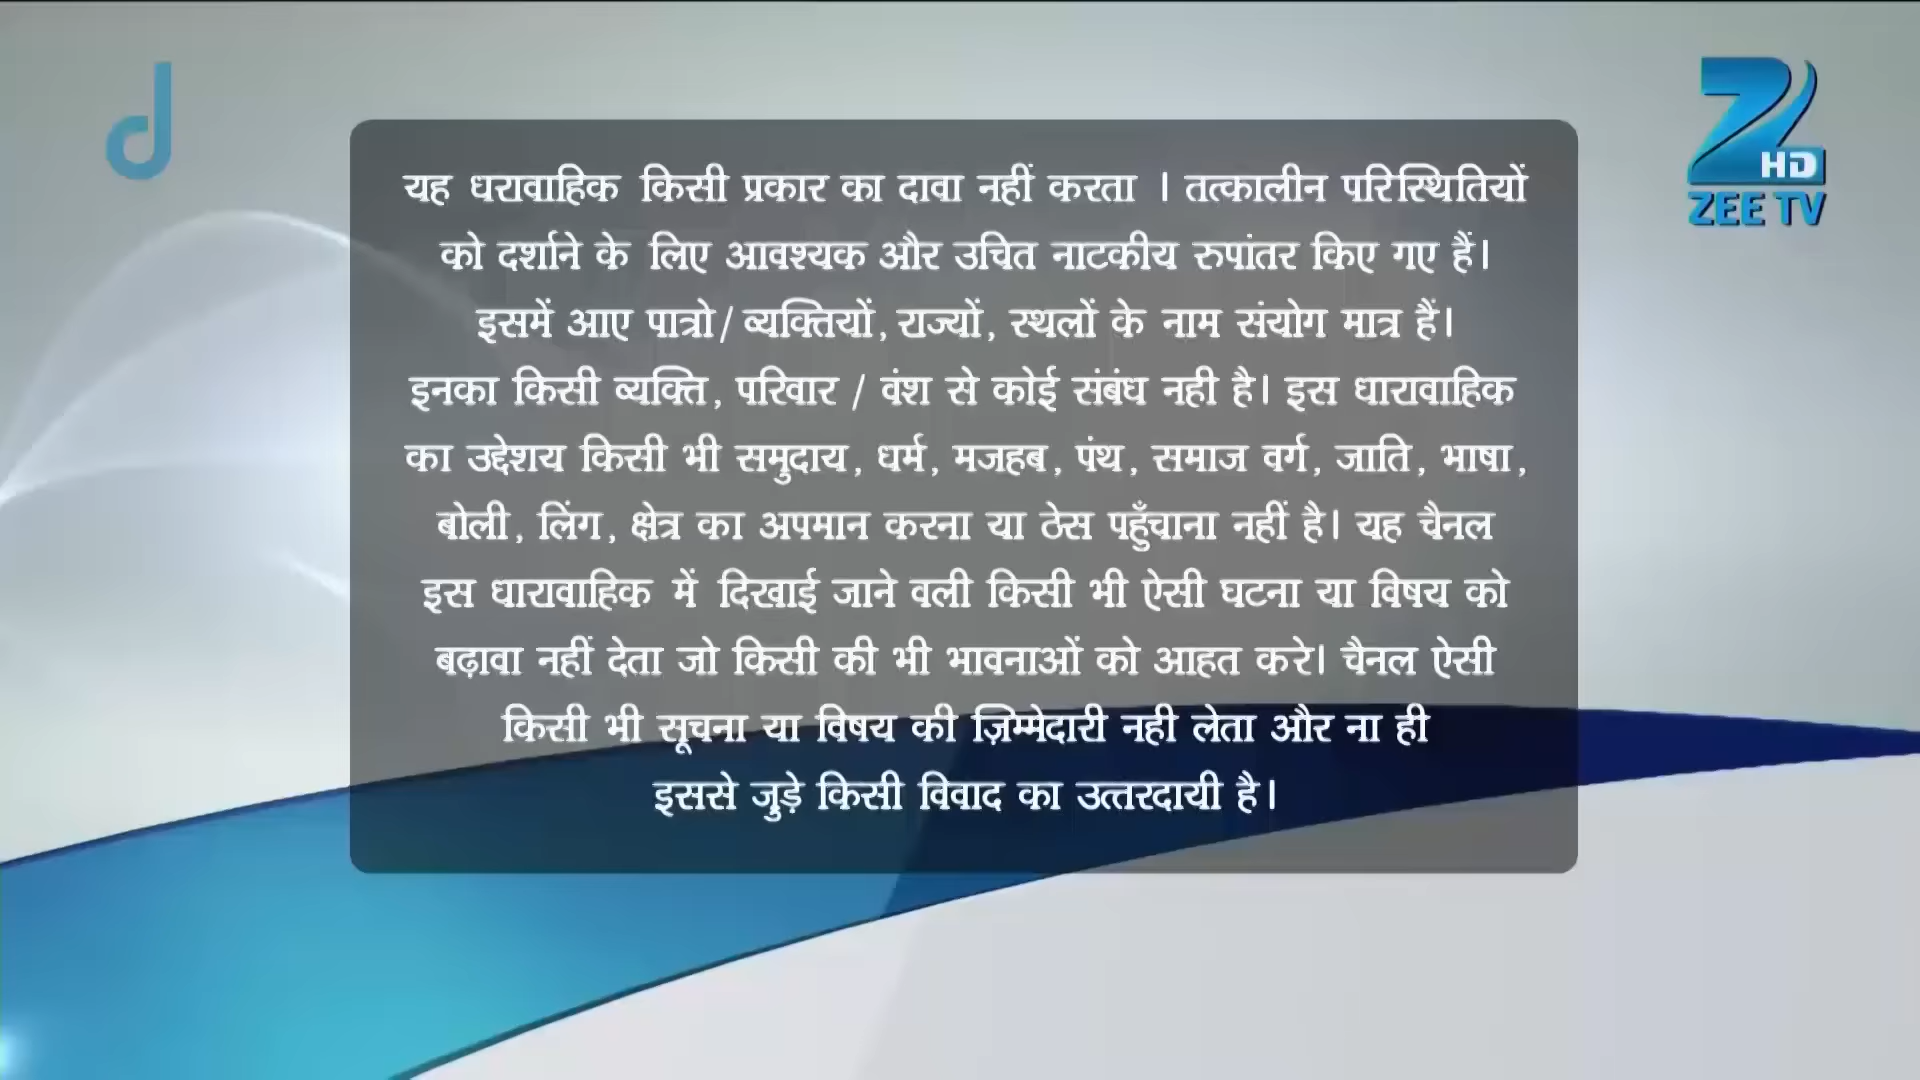 यह धरावाहिक किसी प्रकार का दावा नहीं करता । तत्कालीन परिस्थितियों
को दर्शाने के लिए आवश्यक और उचित नाटकीय रुपांतर किए गए हैं।
इसमें आए पात्रो/ व्यक्तियों, राज्यों, स्थलों के नाम संयोग मात्र हैं।
इनका किसी व्यक्ति, परिवार / वंश से कोई संबंध नही है। इस धारावाहिक
का उद्देशय किसी भी समुदाय, धर्म, मजहब, पंथ, समाज वर्ग, जाति, भाषा,
बोली, लिंग, क्षेत्र का अपमान करना या ठेस पहुँचाना नहीं है। यह चैनल
इस धारावाहिक में दिखाई जाने वली किसी भी ऐसी घटना या विषय को
बढ़ावा नहीं देता जो किसी की भी भावनाओं को आहत करे। चैनल ऐसी
किसी भी सूचना या विषय की ज़िम्मेदारी नही लेता और ना ही
इससे जुड़े किसी विवाद का उत्तरदायी है।
d
Z HD
ZEE TV